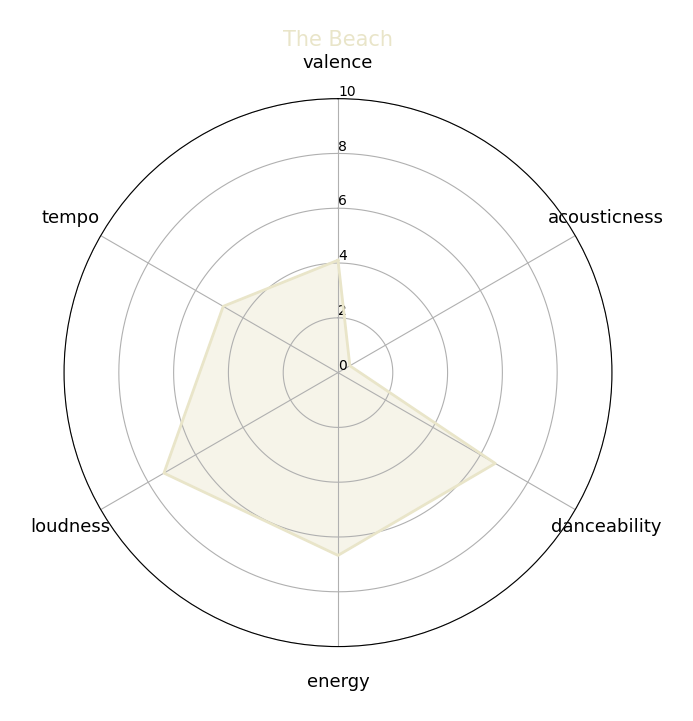 The Beach
valence
10
8
tempo
6
acousticness
4
2
0
loudness
danceability
energy